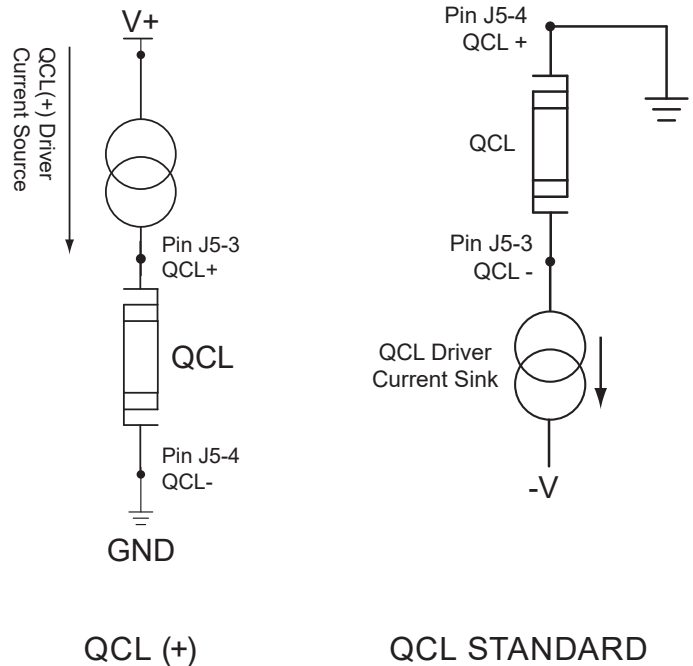 V+
QCL(+) Driver
Current Source
Pin J5-3
QCL+
QCL
Pin J5-4
QCL-
GND
QCL (+)
Pin J5-4
QCL +
QCL
Pin J5-3
QCL -
QCL Driver
Current Sink
-V
QCL STANDARD